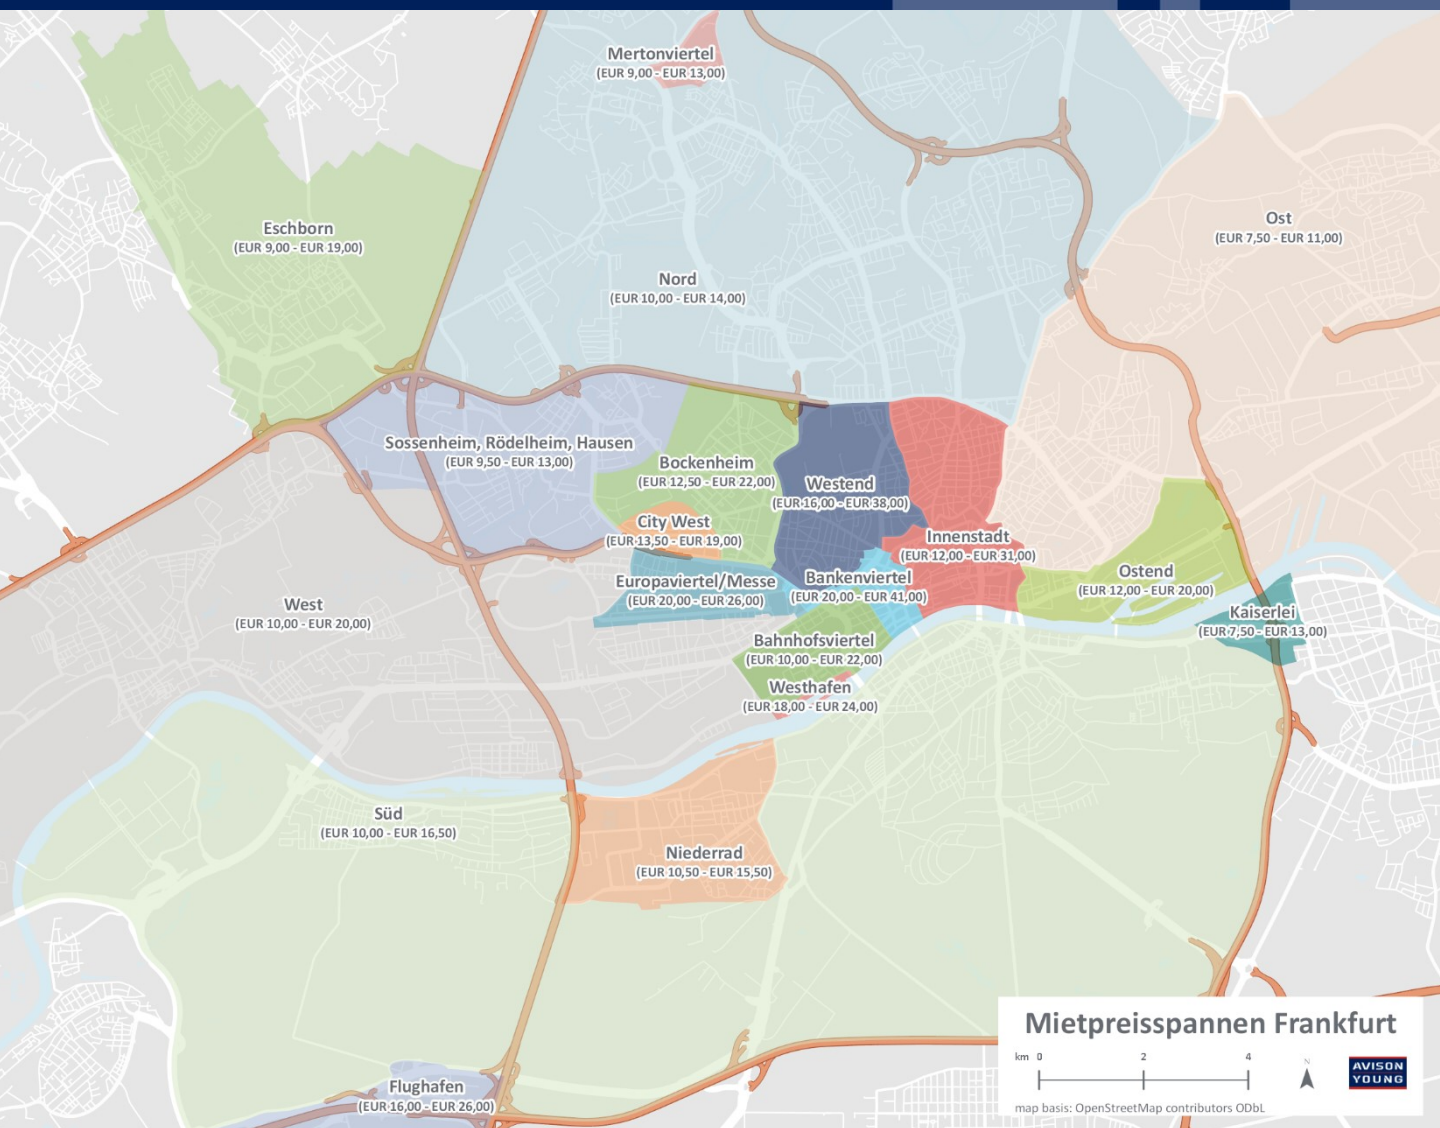 Mertonviertel
(EUR 9,00 - EUR 13,00)
Eschborn
(EUR 9,00 - EUR 19,00)
Ost
(EUR 7,50 - EUR 11,00)
Nord
(EUR 10,00 - EUR 14,00)
Sossenheim, Rödelheim, Hausen
(EUR 9,50 - EUR 13,00)
Bockenheim
(EUR 12,50 - EUR 22,00)
Westend
(EUR 16,00 - EUR 38,00)
City West
(EUR 13,50 - EUR 19,00)
Innenstadt
(EUR 12,00 - EUR 31,00)
Europaviertel/Messe
(EUR 20,00 - EUR 26,00)
Bankenviertel
(EUR 20,00 - EUR 41,00)
Ostend
(EUR 12,00 - EUR 20,00)
West
(EUR 10,00 - EUR 20,00)
Kaiserlei
(EUR 7,50 - EUR 13,00)
Bahnhofsviertel
(EUR 10,00 - EUR 22,00)
Westhafen
(EUR 18,00 - EUR 24,00)
Süd
(EUR 10,00 - EUR 16,50)
Niederrad
(EUR 10,50 - EUR 15,50)
Flughafen
(EUR 16,00 - EUR 26,00)
Mietpreisspannen Frankfurt
km 0 2 4
N
AVISON
YOUNG
map basis: OpenStreetMap contributors ODbL